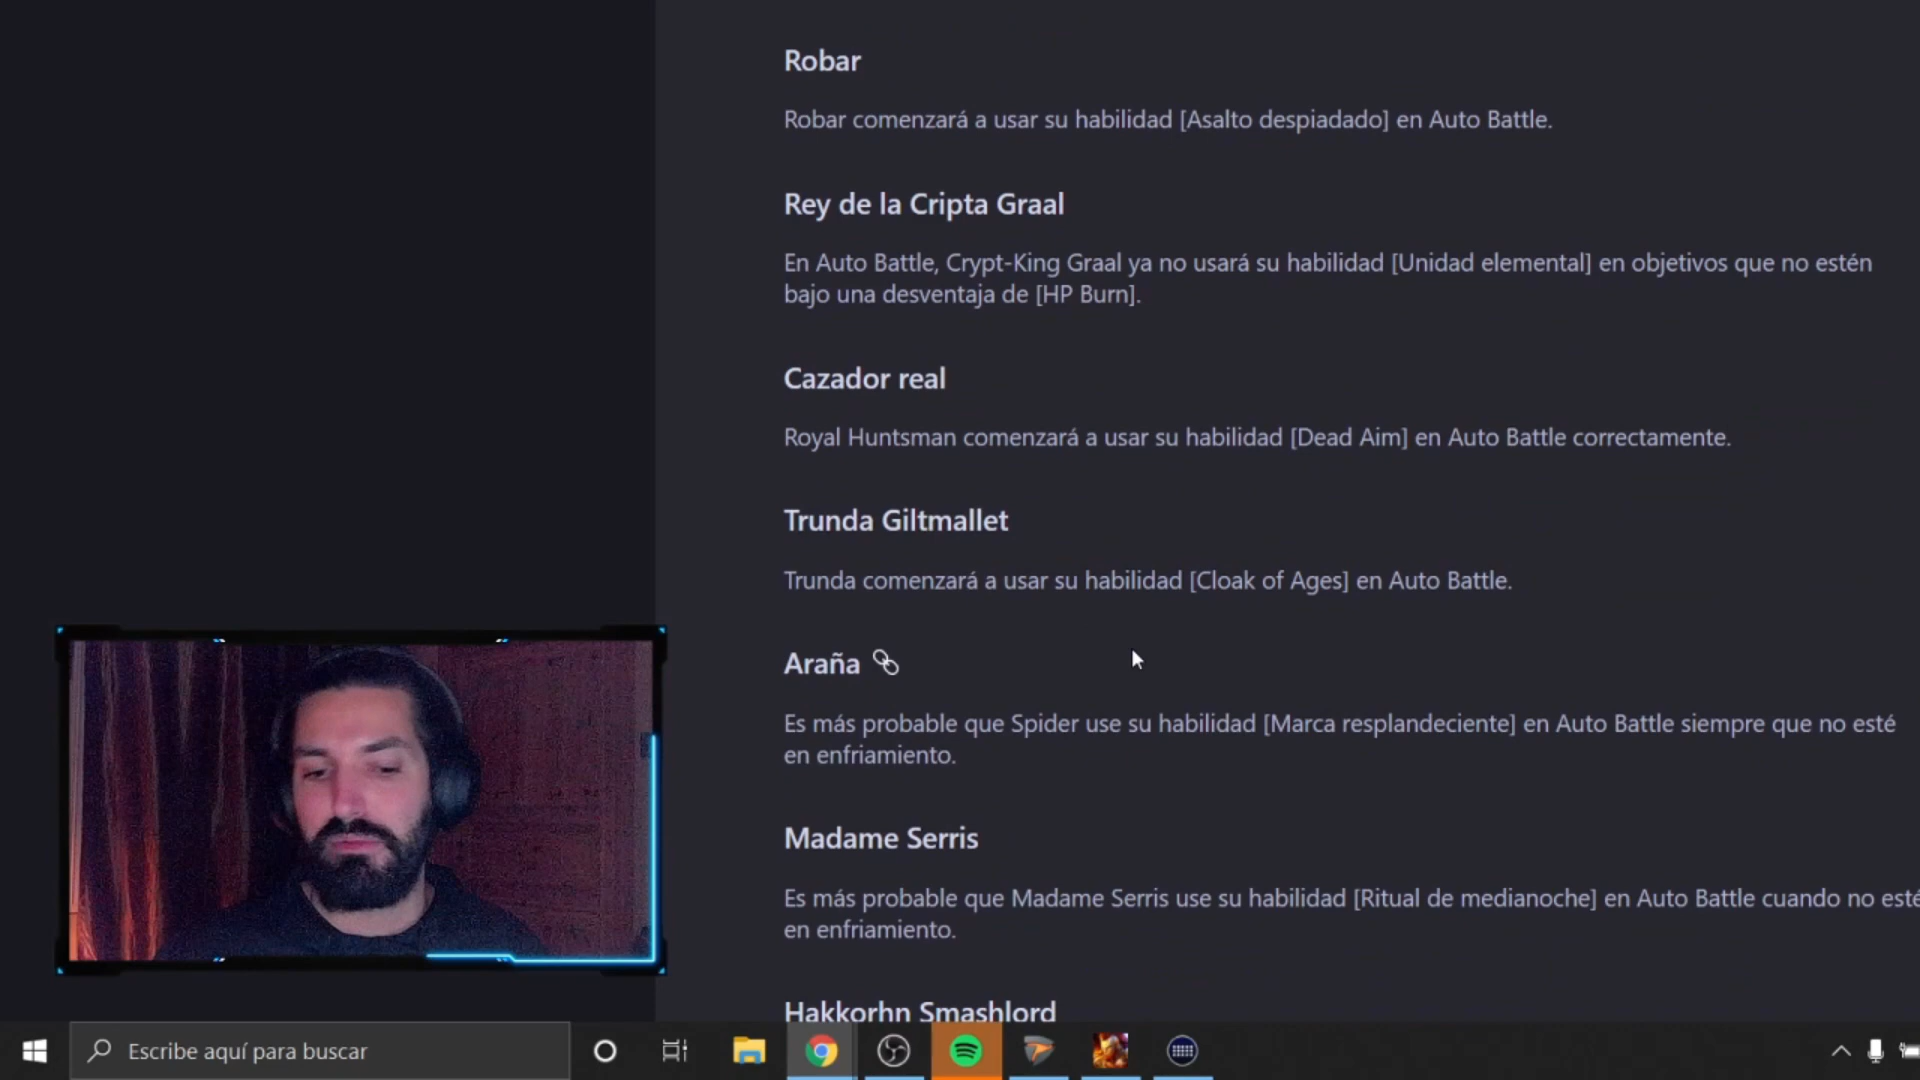 Robar
Robar comenzará a usar su habilidad [Asalto despiadado] en Auto Battle.
Rey de la Cripta Graal
En Auto Battle, Crypt-King Graal ya no usará su habilidad [Unidad elemental] en objetivos que no estén
bajo una desventaja de [HP Burn].
Cazador real
Royal Huntsman comenzará a usar su habilidad [Dead Aim] en Auto Battle correctamente.
Trunda Giltmallet
Trunda comenzará a usar su habilidad [Cloak of Ages] en Auto Battle.
Araña
Es más probable que Spider use su habilidad [Marca resplandeciente] en Auto Battle siempre que no esté
en enfriamiento.
Madame Serris
Es más probable que Madame Serris use su habilidad [Ritual de medianoche] en Auto Battle cuando no esté
en enfriamiento.
Hakkorhn Smashlord
Escribe aquí para buscar